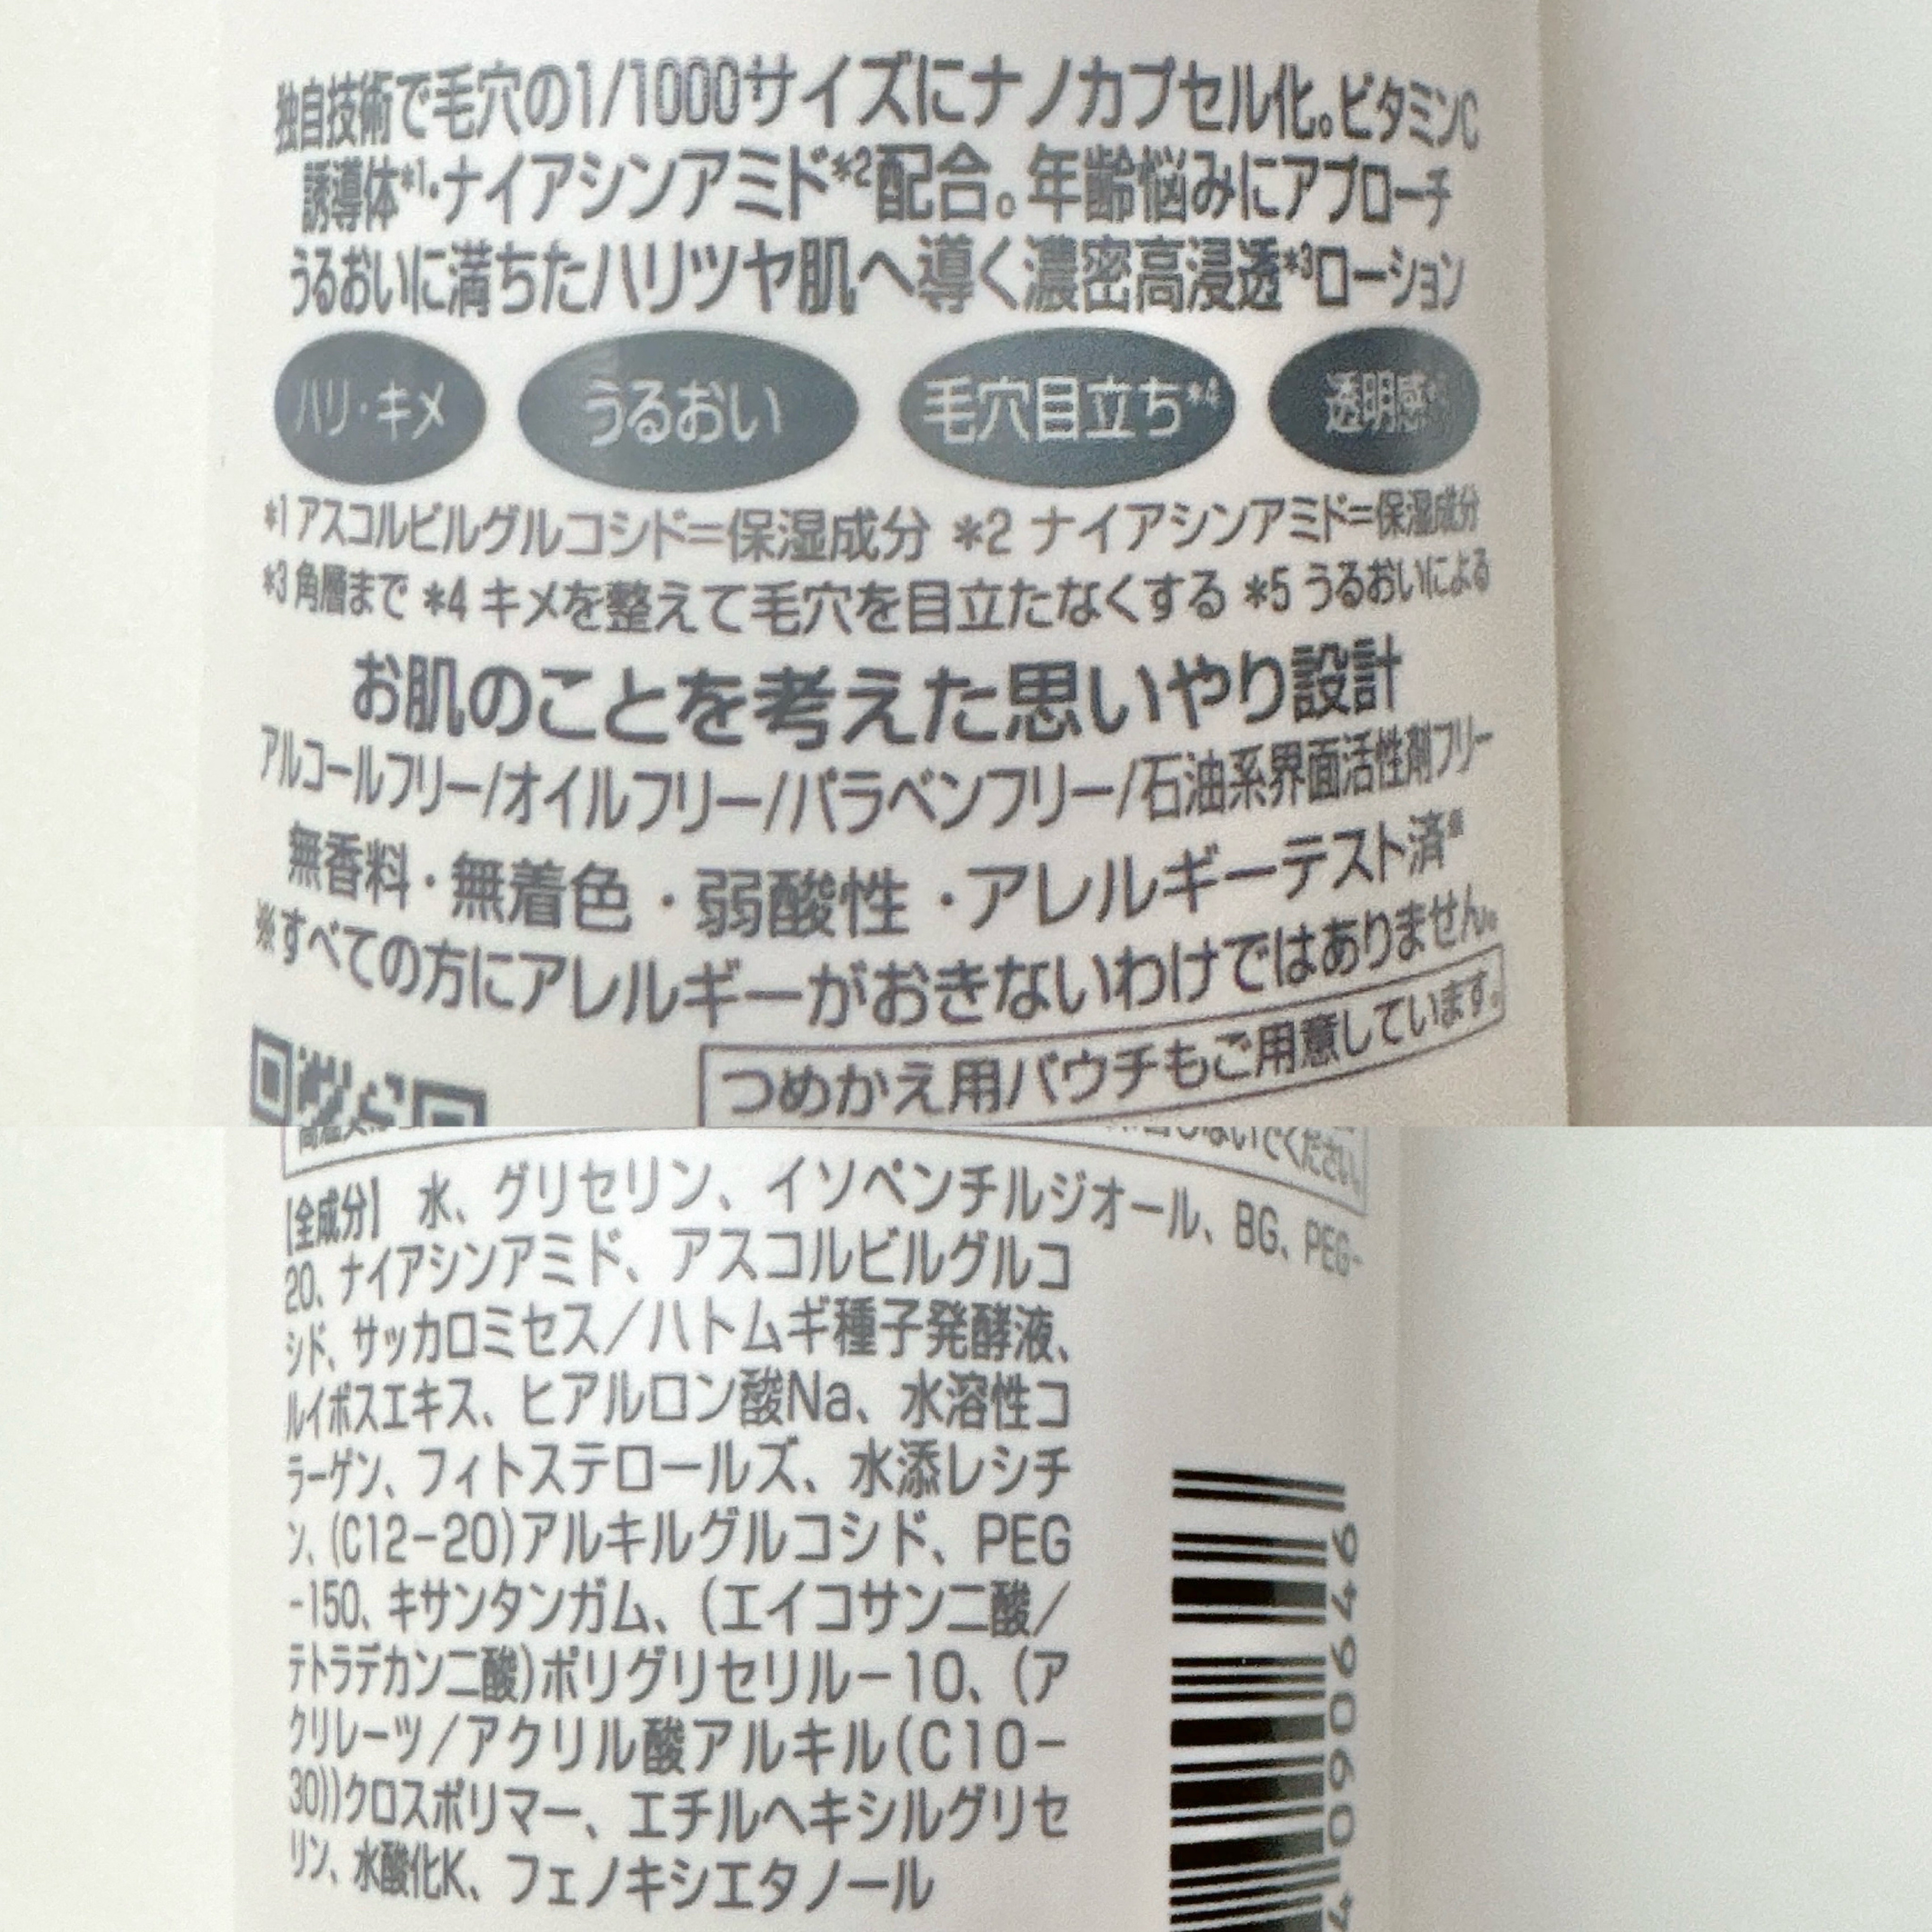 独自技術で毛穴の1/1000サイズにナノカプセル化。ビタミンC
誘導体*1・ナイアシンアミド*2配合。年齢悩みにアプローチ
うるおいに満ちたハリツヤ肌へ導く濃密高浸透*3ローション
ハリ・キメ うるおい 毛穴目立ち*4 透明感*5
*1 アスコルビルグルコシド=保湿成分 *2 ナイアシンアミド=保湿成分
*3 角層まで *4 キメを整えて毛穴を目立たなくする *5 うるおいによる
お肌のことを考えた思いやり設計
アルコールフリー/オイルフリー/パラベンフリー/石油系界面活性剤フリー
無香料・無着色・弱酸性・アレルギーテスト済※
※すべての方にアレルギーがおきないわけではありません。
つめかえ用パウチもご用意しています。
しないでください。
[全成分] 水、グリセリン、イソペンチルジオール、BG、PEG-
20、ナイアシンアミド、アスコルビルグルコ
シド、サッカロミセス/ハトムギ種子発酵液、
ルイボスエキス、ヒアルロン酸Na、水溶性コ
ラーゲン、フィトステロールズ、水添レシチ
ン、(C12-20)アルキルグルコシド、PEG
-150、キサンタンガム、(エイコサン二酸/
テトラデカン二酸)ポリグリセリル-10、(ア
クリレーツ/アクリル酸アルキル(C10-
30))クロスポリマー、エチルヘキシルグリセ
リン、水酸化K、フェノキシエタノール
9790607